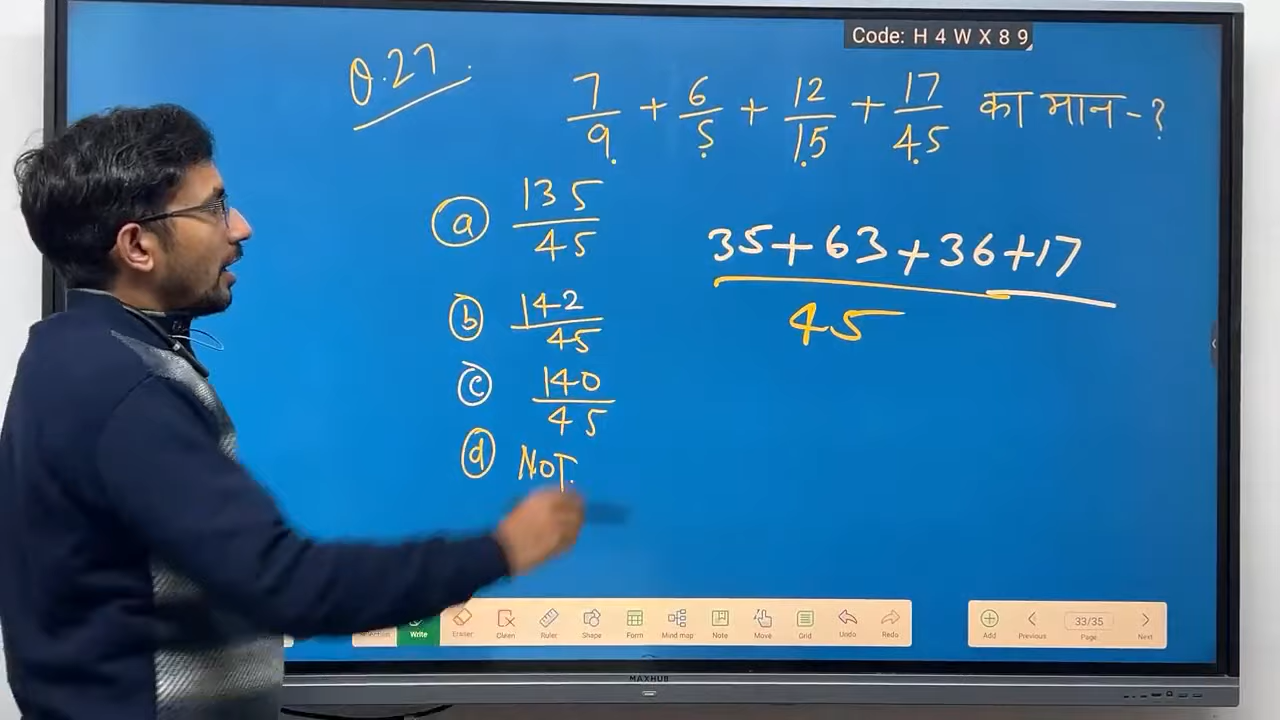 Code: H 4 W X 8 9
Q.27.
7/9 + 6/5 + 12/15 + 17/45 का मान - ?
(a) 135/45
(b) 142/45
(c) 140/45
(d) NOT.
35+63+36+17
45
Write Eraser Clean Ruler Shape Form Mind map Note Move Grid Undo Redo
Add Previous 33/35 Page Next
MAXHUB